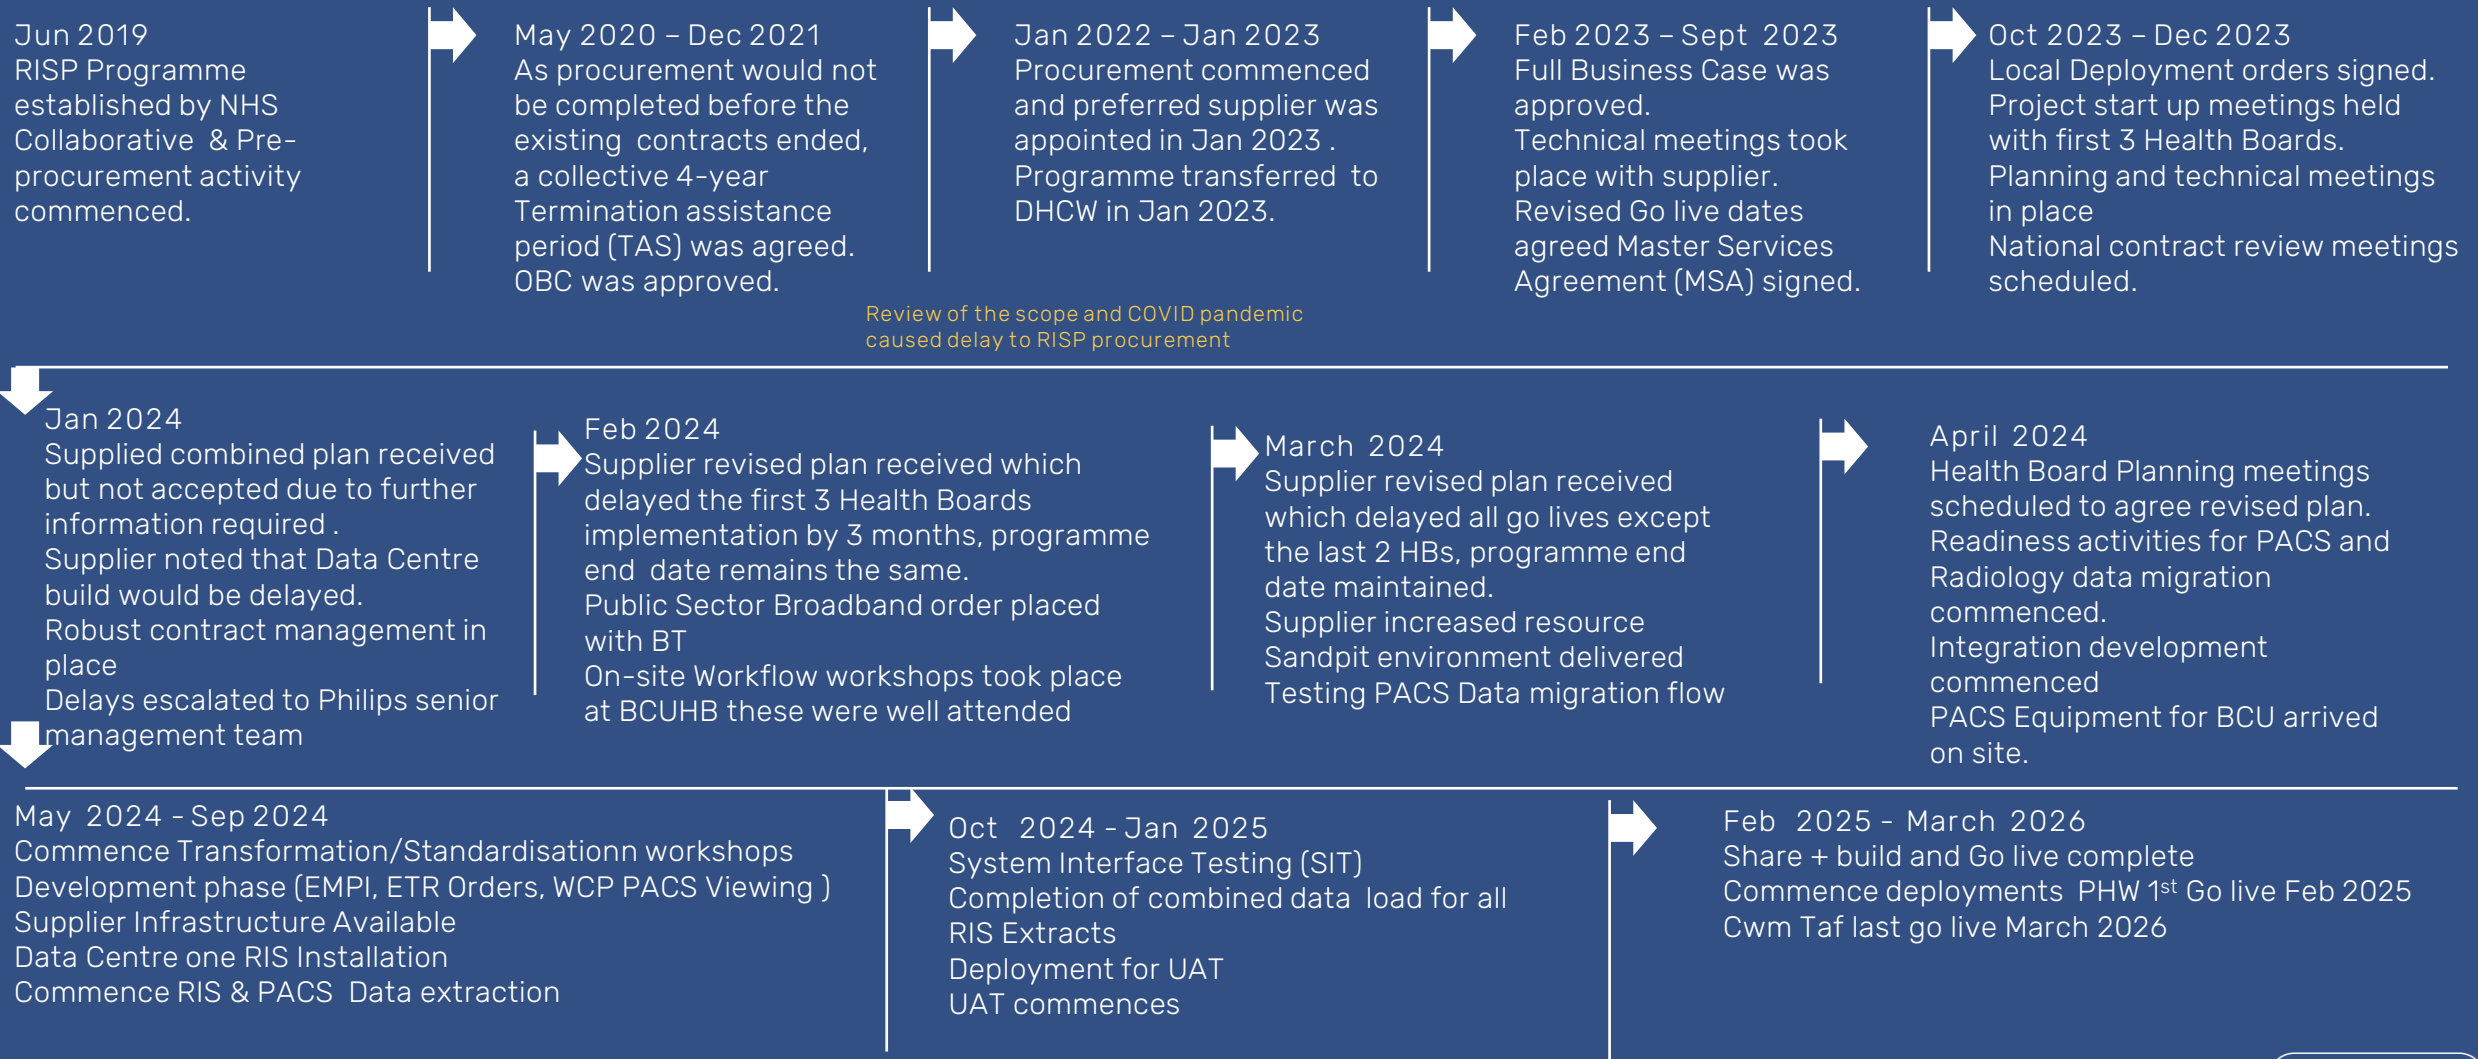 Jun 2019
RISP Programme
established by NHS
Collaborative & Pre-
procurement activity
commenced.
May 2020 – Dec 2021
As procurement would not
be completed before the
existing contracts ended,
a collective 4-year
Termination assistance
period (TAS) was agreed.
OBC was approved.
Jan 2022 – Jan 2023
Procurement commenced
and preferred supplier was
appointed in Jan 2023 .
Programme transferred to
DHCW in Jan 2023.
Feb 2023 – Sept 2023
Full Business Case was
approved.
Technical meetings took
place with supplier.
Revised Go live dates
agreed Master Services
Agreement (MSA) signed.
Oct 2023 – Dec 2023
Local Deployment orders signed.
Project start up meetings held
with first 3 Health Boards.
Planning and technical meetings
in place
National contract review meetings
scheduled.
Review of the scope and COVID pandemic
caused delay to RISP procurement
Jan 2024
Supplied combined plan received
but not accepted due to further
information required .
Supplier noted that Data Centre
build would be delayed.
Robust contract management in
place
Delays escalated to Philips senior
management team
Feb 2024
Supplier revised plan received which
delayed the first 3 Health Boards
implementation by 3 months, programme
end date remains the same.
Public Sector Broadband order placed
with BT
On-site Workflow workshops took place
at BCUHB these were well attended
March 2024
Supplier revised plan received
which delayed all go lives except
the last 2 HBs, programme end
date maintained.
Supplier increased resource
Sandpit environment delivered
Testing PACS Data migration flow
April 2024
Health Board Planning meetings
scheduled to agree revised plan.
Readiness activities for PACS and
Radiology data migration
commenced.
Integration development
commenced
PACS Equipment for BCU arrived
on site.
May 2024 - Sep 2024
Commence Transformation/Standardisationn workshops
Development phase (EMPI, ETR Orders, WCP PACS Viewing )
Supplier Infrastructure Available
Data Centre one RIS Installation
Commence RIS & PACS Data extraction
Oct 2024 - Jan 2025
System Interface Testing (SIT)
Completion of combined data load for all
RIS Extracts
Deployment for UAT
UAT commences
Feb 2025 - March 2026
Share + build and Go live complete
Commence deployments PHW 1st Go live Feb 2025
Cwm Taf last go live March 2026